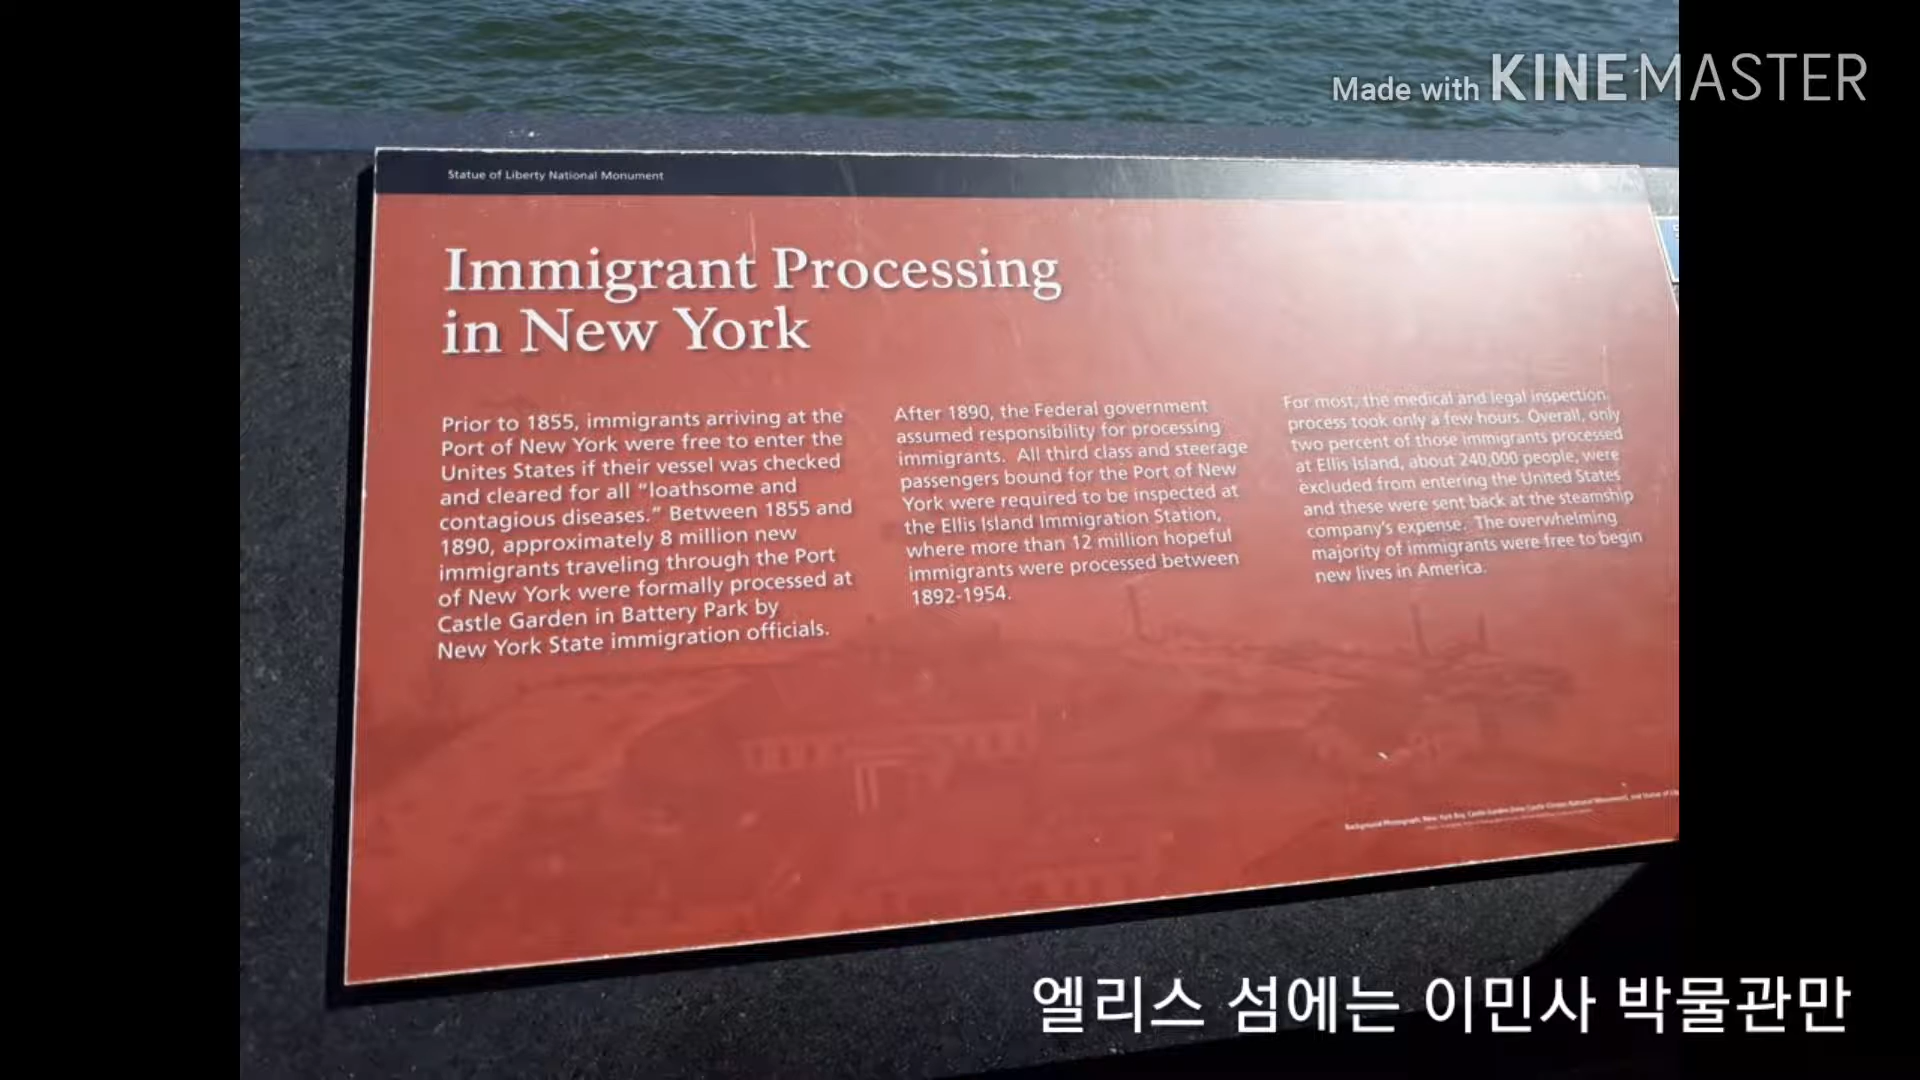 Made with KINEMASTER
Statue of Liberty National Monument
Immigrant Processing
in New York
Prior to 1855, immigrants arriving at the
Port of New York were free to enter the
Unites States if their vessel was checked
and cleared for all “loathsome and
contagious diseases.” Between 1855 and
1890, approximately 8 million new
immigrants traveling through the Port
of New York were formally processed at
Castle Garden in Battery Park by
New York State immigration officials.
After 1890, the Federal government
assumed responsibility for processing
immigrants. All third class and steerage
passengers bound for the Port of New
York were required to be inspected at
the Ellis Island Immigration Station,
where more than 12 million hopeful
immigrants were processed between
1892-1954.
For most, the medical and legal inspection
process took only a few hours. Overall, only
two percent of those immigrants processed
at Ellis Island, about 240,000 people, were
excluded from entering the United States
and these were sent back at the steamship
company's expense. The overwhelming
majority of immigrants were free to begin
new lives in America.
Background Photograph: New York Bay, Castle Garden
엘리스 섬에는 이민사 박물관만